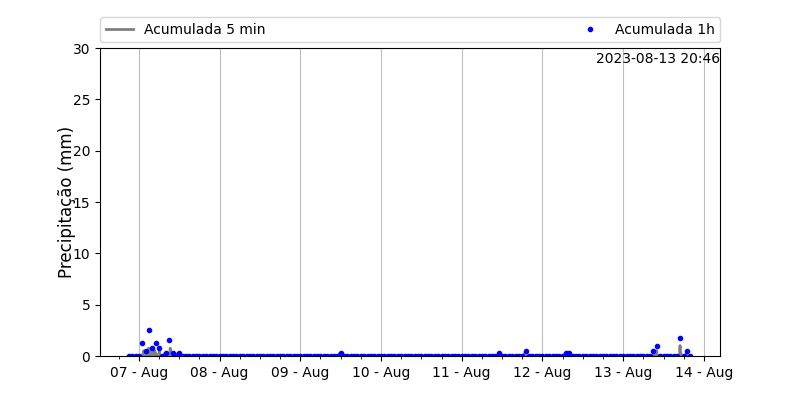 Acumulada 5 min
Acumulada 1h
2023-08-13 20:46
Precipitação (mm)
30
25
20
15
10
5
0
07 - Aug
08 - Aug
09 - Aug
10 - Aug
11 - Aug
12 - Aug
13 - Aug
14 - Aug